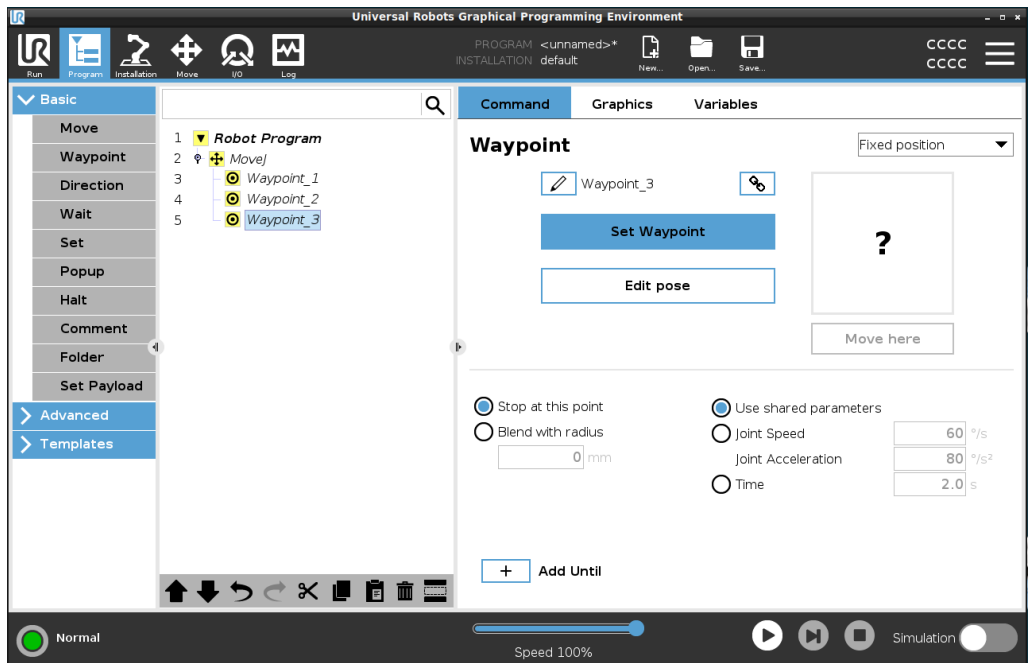 UR
Universal Robots Graphical Programming Environment
Run
Program
Installation
Move
I/O
Log
PROGRAM <unnamed>*
INSTALLATION default
New...
Open...
Save...
CCCC
CCCC
Basic
Move
Waypoint
Direction
Wait
Set
Popup
Halt
Comment
Folder
Set Payload
Advanced
Templates
1 Robot Program
2 MoveJ
3 Waypoint_1
4 Waypoint_2
5 Waypoint_3
Command Graphics Variables
Waypoint
Fixed position
Waypoint_3
Set Waypoint
Edit pose
?
Move here
Stop at this point
Blend with radius
0 mm
Use shared parameters
Joint Speed 60 °/s
Joint Acceleration 80 °/s²
Time 2.0 s
+ Add Until
Normal
Speed 100%
Simulation